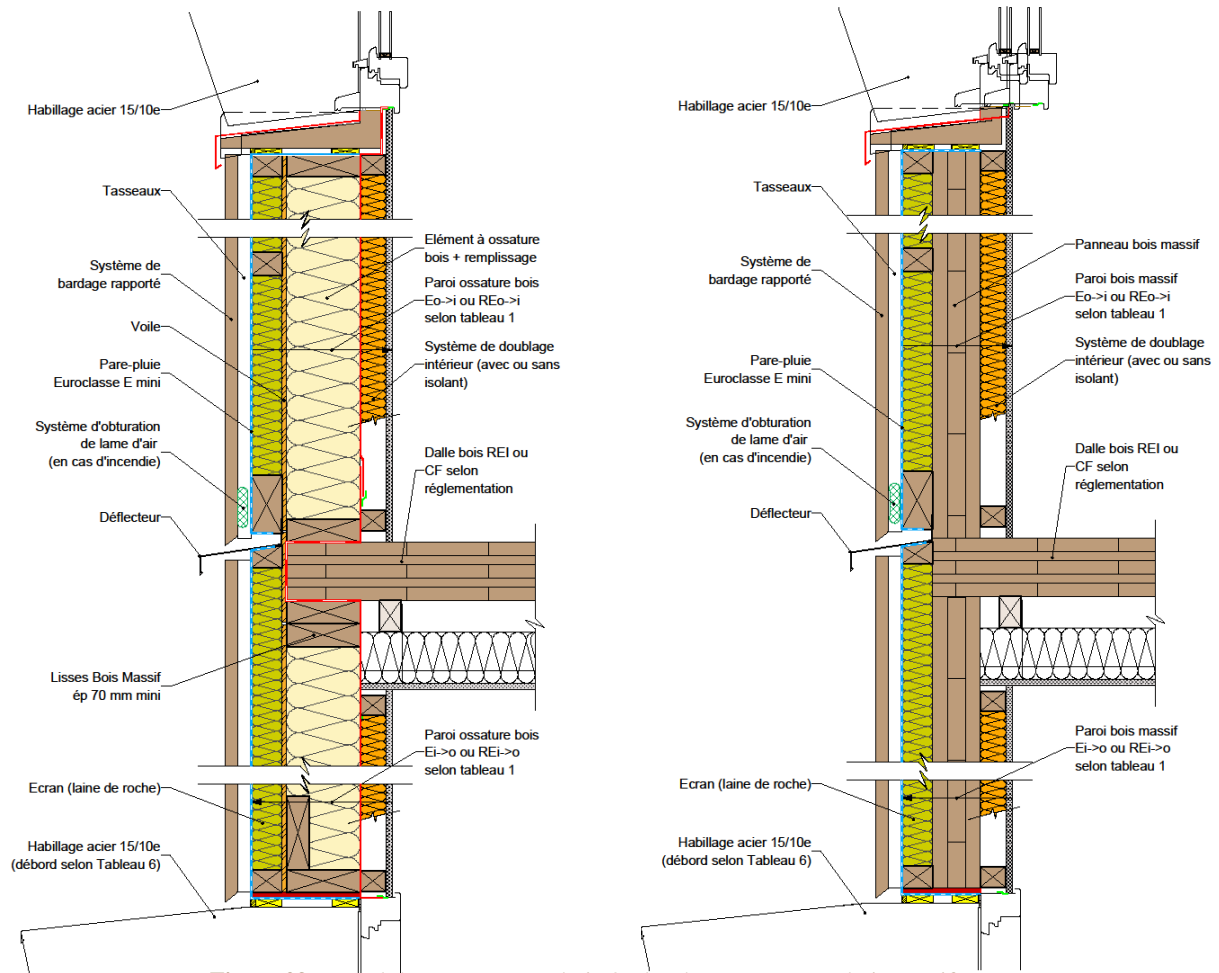 Habillage acier 15/10e
Tasseaux
Système de
bardage rapporté
Voile
Pare-pluie
Euroclasse E mini
Système d'obturation
de lame d'air
(en cas d'incendie)
Déflecteur
Lisses Bois Massif
ép 70 mm mini
Ecran (laine de roche)
Habillage acier 15/10e
(débord selon Tableau 6)
Elément à ossature
bois + remplissage
Paroi ossature bois
Eo->i ou REo->i
selon tableau 1
Système de doublage
intérieur (avec ou sans
isolant)
Dalle bois REI ou
CF selon
réglementation
Paroi ossature bois
Ei->o ou REi->o
selon tableau 1
Habillage acier 15/10e
Tasseaux
Système de
bardage rapporté
Pare-pluie
Euroclasse E mini
Système d'obturation
de lame d'air
(en cas d'incendie)
Déflecteur
Ecran (laine de roche)
Habillage acier 15/10e
(débord selon Tableau 6)
Panneau bois massif
Paroi bois massif
Eo->i ou REo->i
selon tableau 1
Système de doublage
intérieur (avec ou sans
isolant)
Dalle bois REI ou
CF selon
réglementation
Paroi bois massif
Ei->o ou REi->o
selon tableau 1